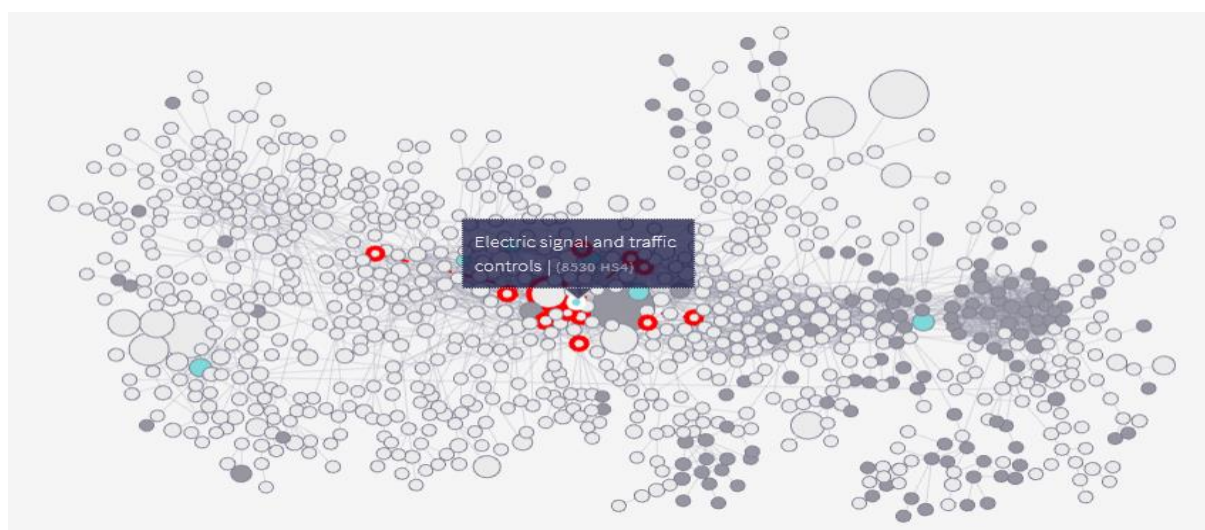 Electric signal and traffic
controls | (8530 HS4)